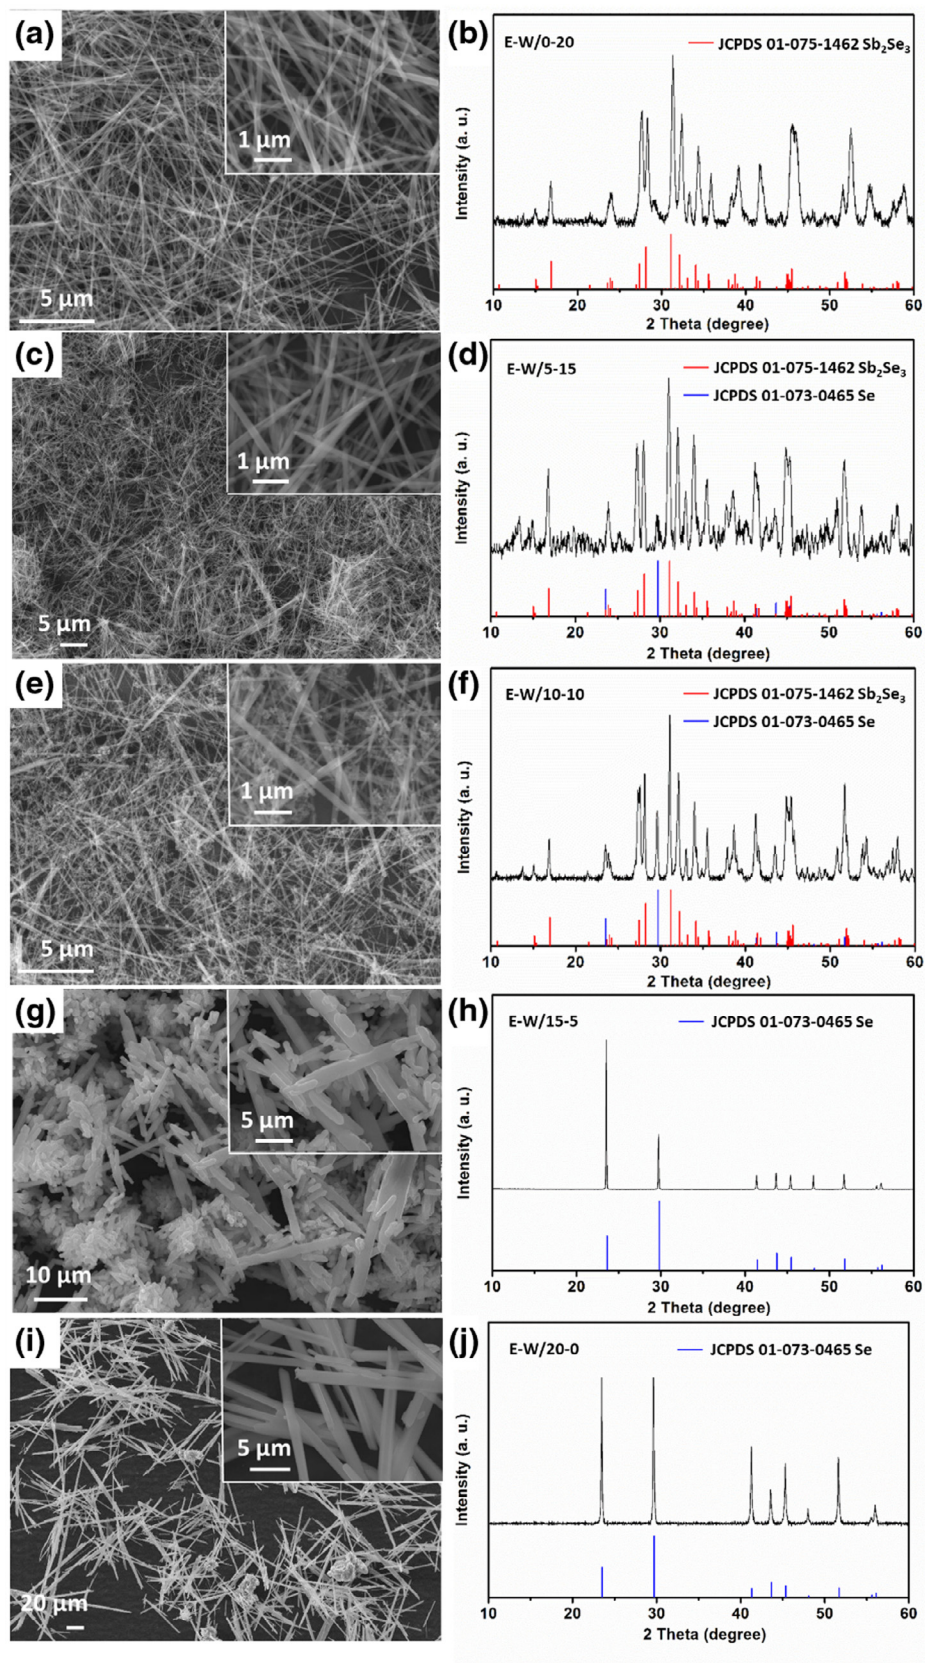 (a)
1 μm
5 μm
(b)
E-W/0-20
JCPDS 01-075-1462 Sb₂Se₃
Intensity (a. u.)
10 20 30 40 50 60
2 Theta (degree)
(c)
1 μm
5 μm
(d)
E-W/5-15
JCPDS 01-075-1462 Sb₂Se₃
JCPDS 01-073-0465 Se
Intensity (a. u.)
10 20 30 40 50 60
2 Theta (degree)
(e)
1 μm
5 μm
(f)
E-W/10-10
JCPDS 01-075-1462 Sb₂Se₃
JCPDS 01-073-0465 Se
Intensity (a. u.)
10 20 30 40 50 60
2 Theta (degree)
(g)
5 μm
10 μm
(h)
E-W/15-5
JCPDS 01-073-0465 Se
Intensity (a. u.)
10 20 30 40 50 60
2 Theta (degree)
(i)
5 μm
20 μm
(j)
E-W/20-0
JCPDS 01-073-0465 Se
Intensity (a. u.)
10 20 30 40 50 60
2 Theta (degree)